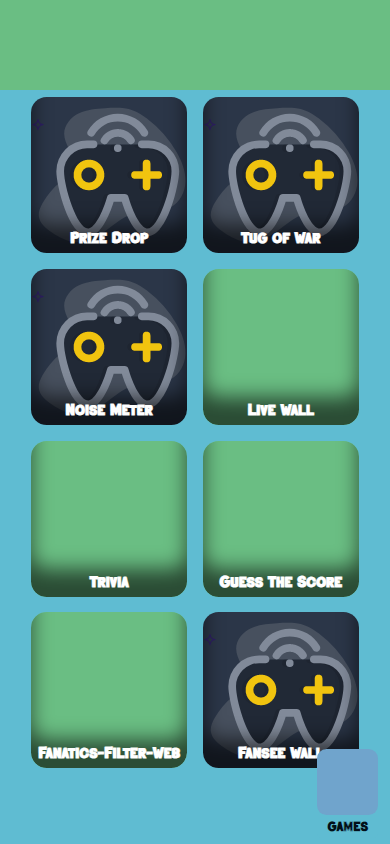 Prize Drop
Tug of War
Noise Meter
Live Wall
Trivia
Guess The Score
Fanatics-Filter-Web
Fansee Wall
GAMES